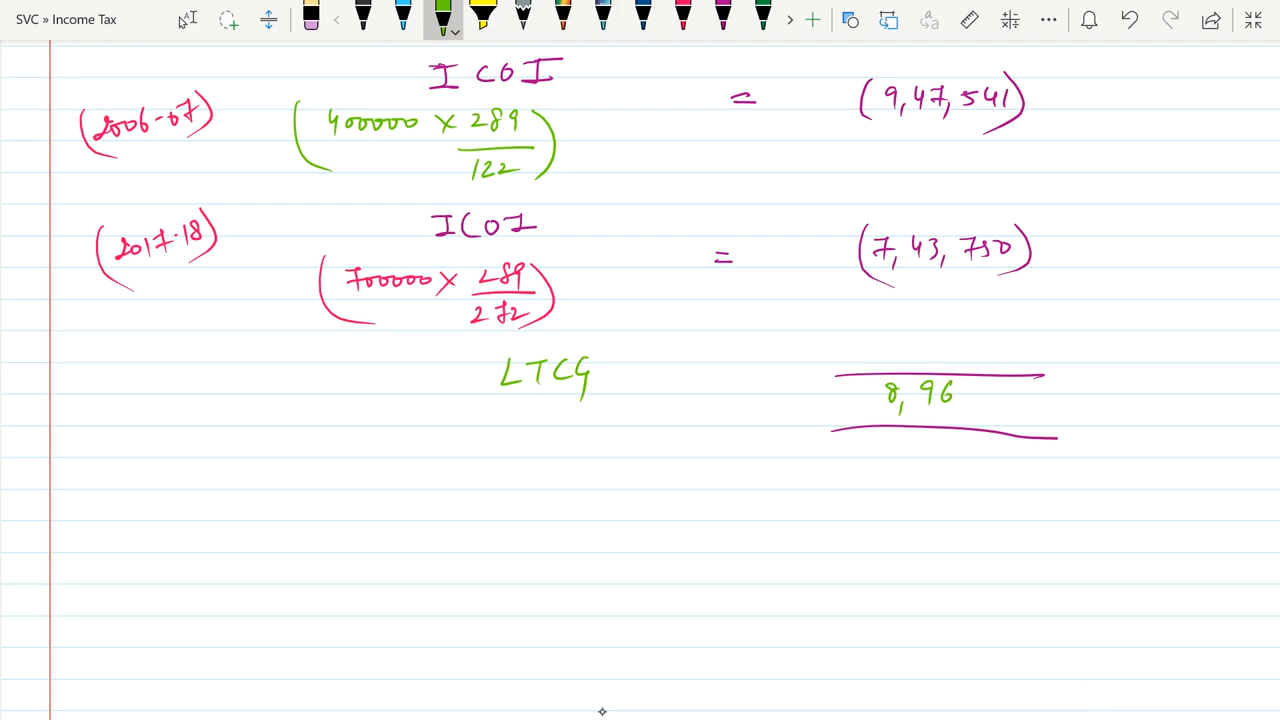 SVC » Income Tax
I COI
(2006-07) (400000 × 289/122) = (9,47,541)
ICOI
(2017-18) (700000 × 289/272) = (7,43,750)
LTCG
8,96